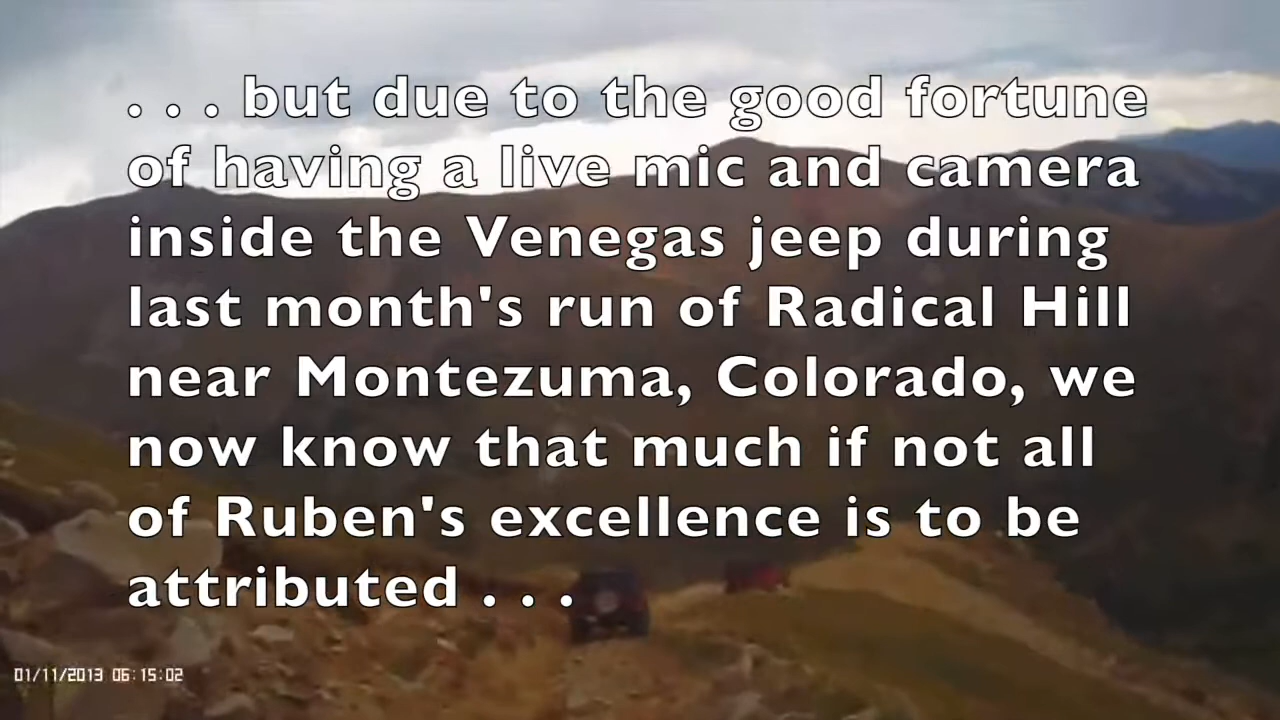 . . . but due to the good fortune
of having a live mic and camera
inside the Venegas jeep during
last month's run of Radical Hill
near Montezuma, Colorado, we
now know that much if not all
of Ruben's excellence is to be
attributed . . .
01/11/2013 06:15:02